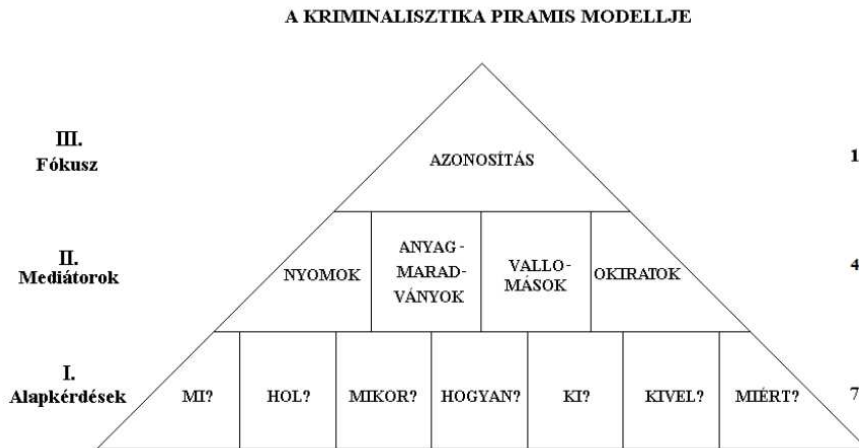 A KRIMINALISZTIKA PIRAMIS MODELLJE
III.
Fókusz
AZONOSÍTÁS
1
II.
Mediátorok
NYOMOK
ANYAG -
MARAD-
VÁNYOK
VALLO-
MÁSOK
OKIRATOK
4
I.
Alapkérdések
MI?
HOL?
MIKOR?
HOGYAN?
KI?
KIVEL?
MIÉRT?
7